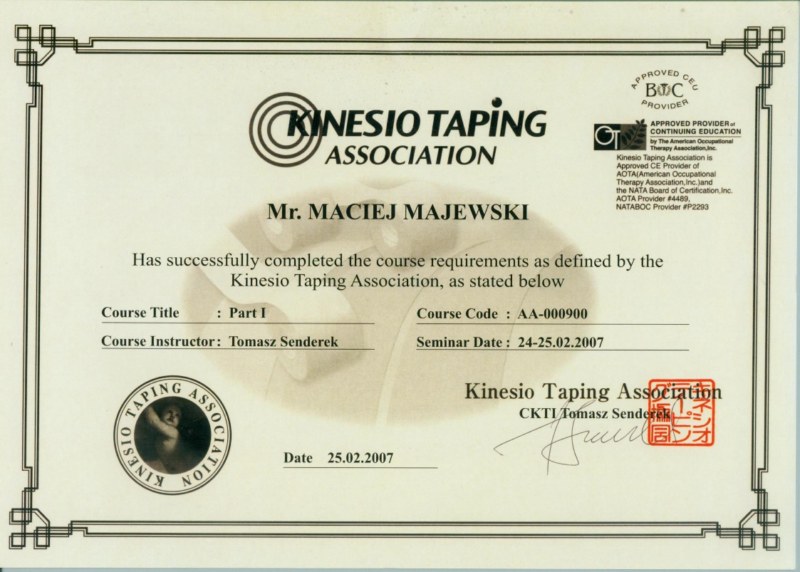 APPROVED CEU
BOC
PROVIDER
KINESIO TAPING
ASSOCIATION
OT
APPROVED PROVIDER of
CONTINUING EDUCATION
by The American Occupational
Therapy Association,Inc.
Kinesio Taping Association is
Approved CE Provider of
AOTA(American Occupational
Therapy Association,Inc.)and
the NATA Board of Certification,Inc.
AOTA Provider #4489,
NATABOC Provider #P2293
Mr. MACIEJ MAJEWSKI
Has successfully completed the course requirements as defined by the
Kinesio Taping Association, as stated below
Course Title : Part I
Course Code : AA-000900
Course Instructor: Tomasz Senderek
Seminar Date : 24-25.02.2007
KINESIO TAPING ASSOCIATION
Kinesio Taping Association
CKTI Tomasz Senderek
Date 25.02.2007